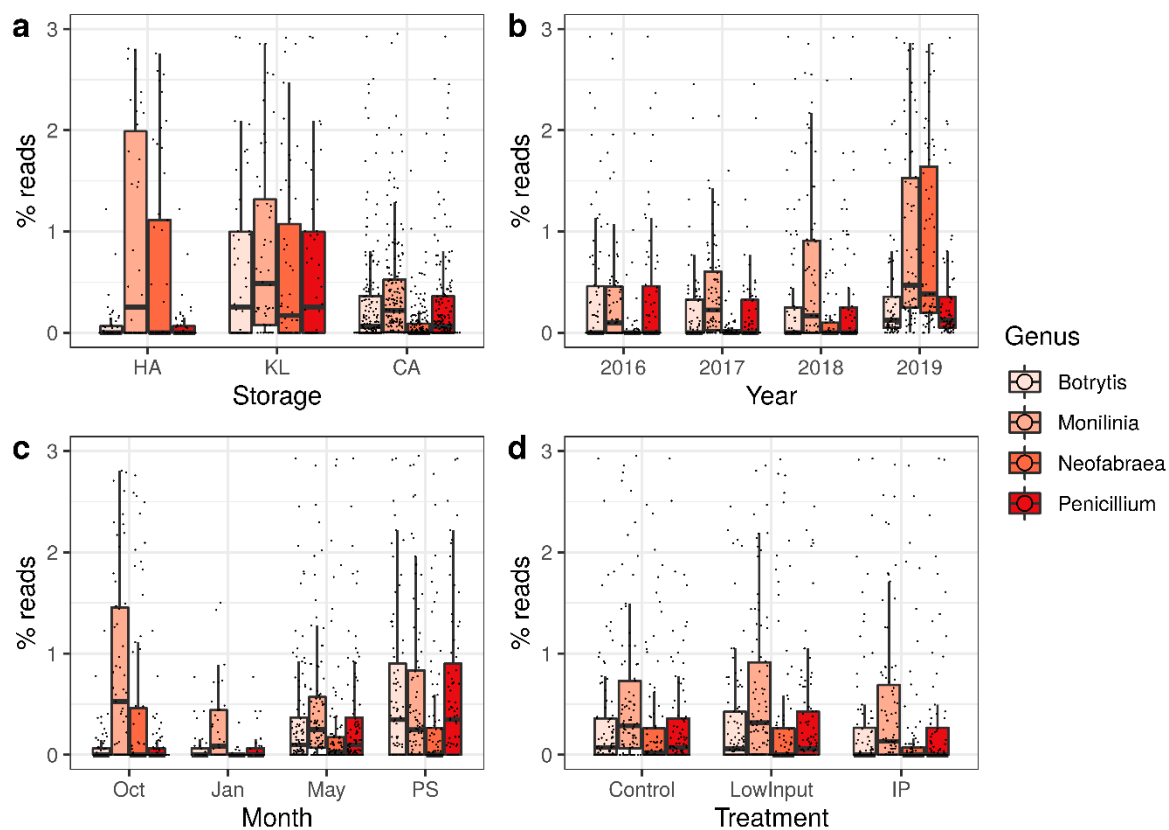 a
3
2
1
0
% reads
HA KL CA
Storage
b
3
2
1
0
% reads
2016 2017 2018 2019
Year
Genus
Botrytis
Monilinia
Neofabraea
Penicillium
c
3
2
1
0
% reads
Oct Jan May PS
Month
d
3
2
1
0
% reads
Control LowInput IP
Treatment